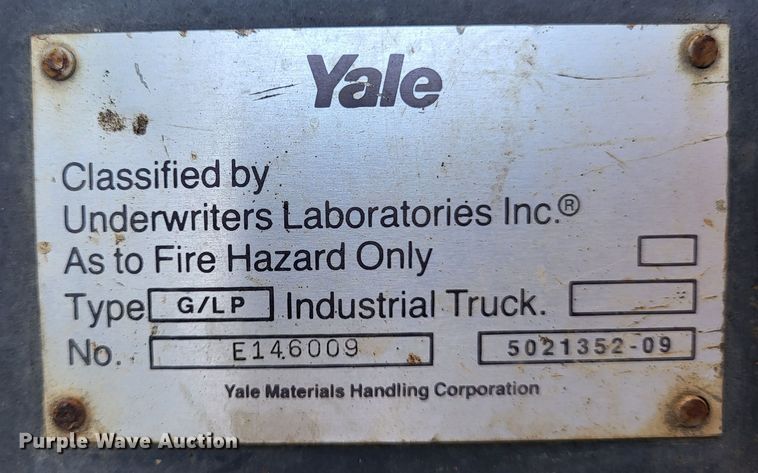 Yale
Classified by
Underwriters Laboratories Inc.®
As to Fire Hazard Only
Type G/LP Industrial Truck.
No. E146009 5021352-09
Yale Materials Handling Corporation
Purple Wave Auction